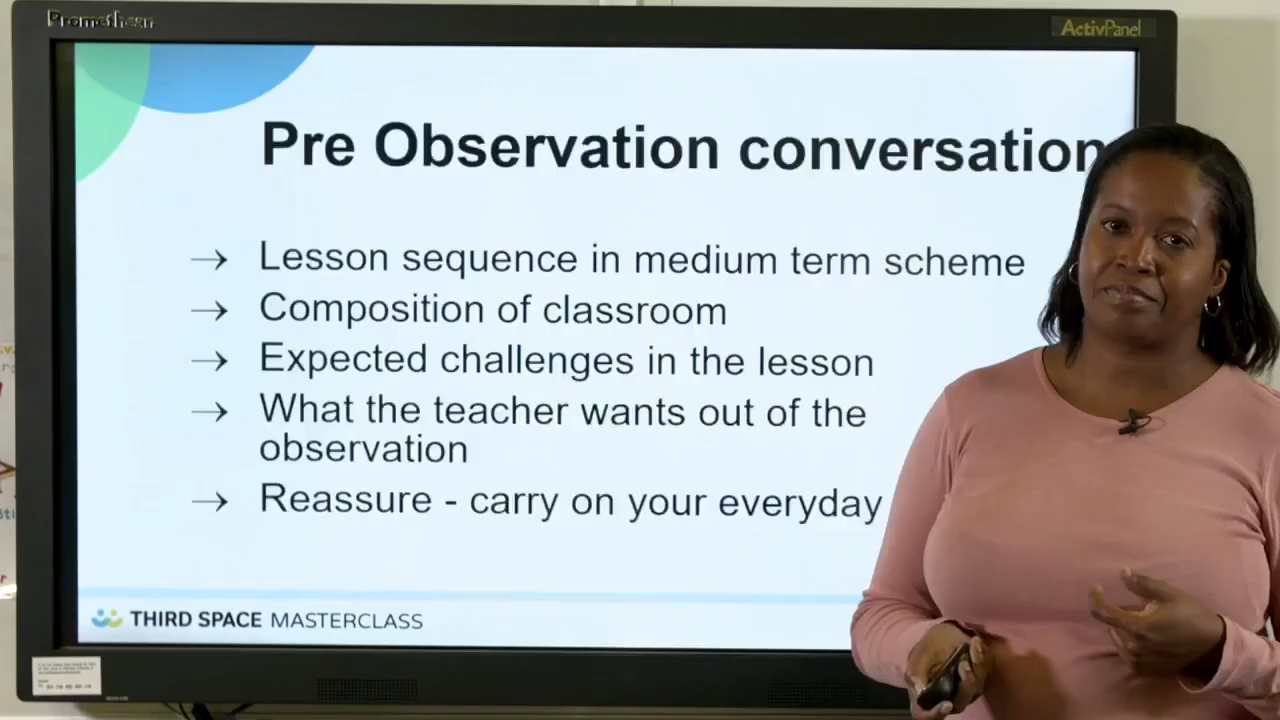 Promethean
ActivPanel
Pre Observation conversation
→ Lesson sequence in medium term scheme
→ Composition of classroom
→ Expected challenges in the lesson
→ What the teacher wants out of the
observation
→ Reassure - carry on your everyday
THIRD SPACE MASTERCLASS